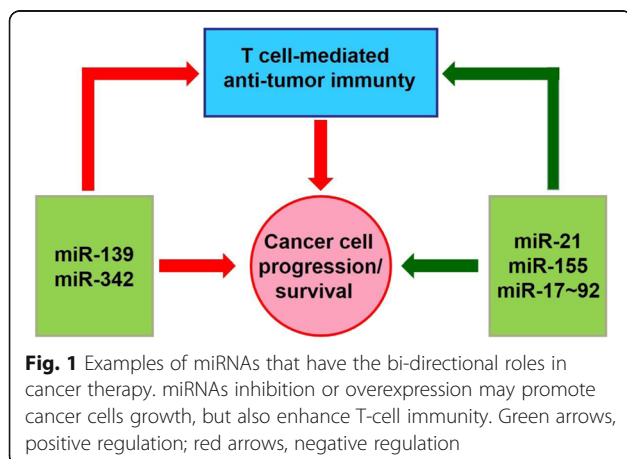 T cell-mediated
anti-tumor immunty
miR-139
miR-342
Cancer cell
progression/
survival
miR-21
miR-155
miR-17~92
Fig. 1 Examples of miRNAs that have the bi-directional roles in
cancer therapy. miRNAs inhibition or overexpression may promote
cancer cells growth, but also enhance T-cell immunity. Green arrows,
positive regulation; red arrows, negative regulation